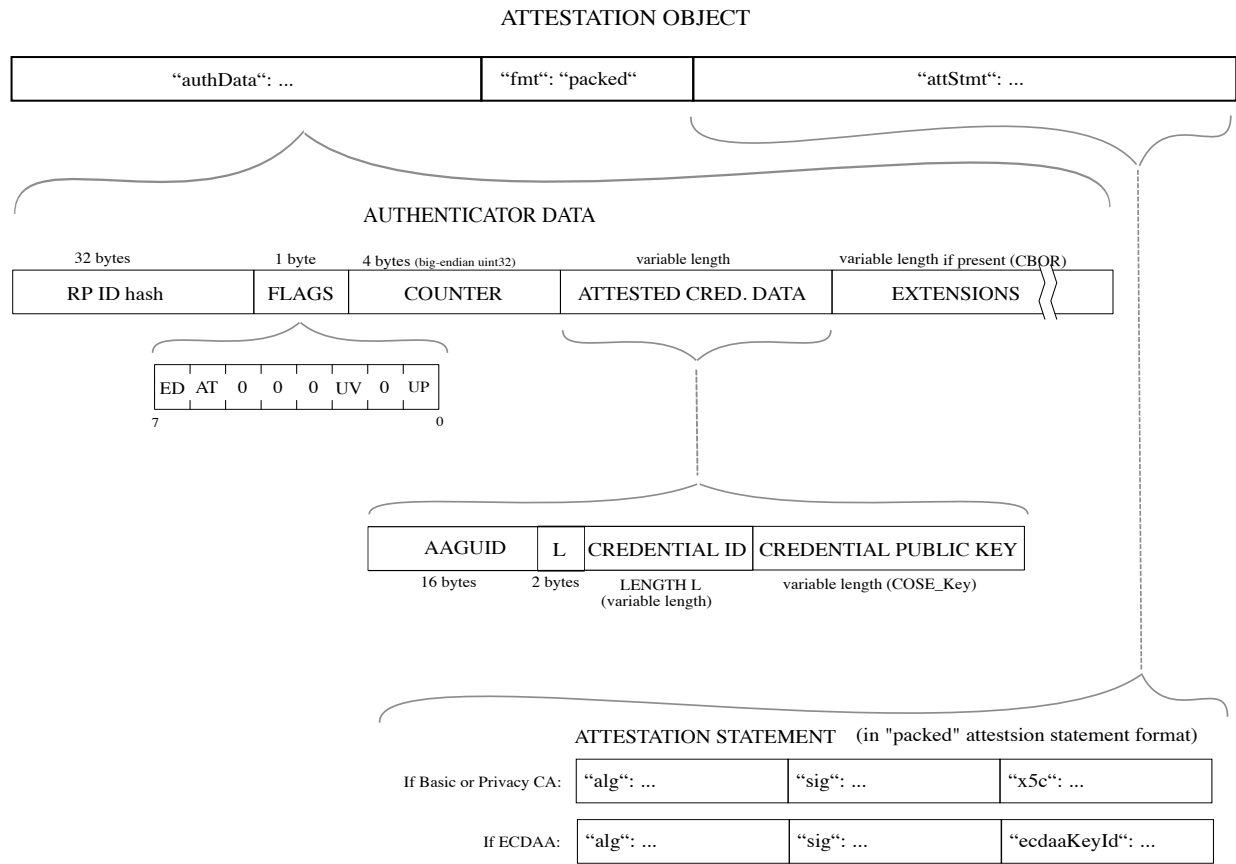 ATTESTATION OBJECT
“authData“: ... “fmt“: “packed“ “attStmt“: ...
AUTHENTICATOR DATA
32 bytes 1 byte 4 bytes (big-endian uint32) variable length variable length if present (CBOR)
RP ID hash FLAGS COUNTER ATTESTED CRED. DATA EXTENSIONS
ED AT 0 0 0 UV 0 UP
7 0
AAGUID L CREDENTIAL ID CREDENTIAL PUBLIC KEY
16 bytes 2 bytes LENGTH L variable length (COSE_Key)
(variable length)
ATTESTATION STATEMENT (in "packed" attestsion statement format)
If Basic or Privacy CA: “alg“: ... “sig“: ... “x5c“: ...
If ECDAA: “alg“: ... “sig“: ... “ecdaaKeyId“: ...